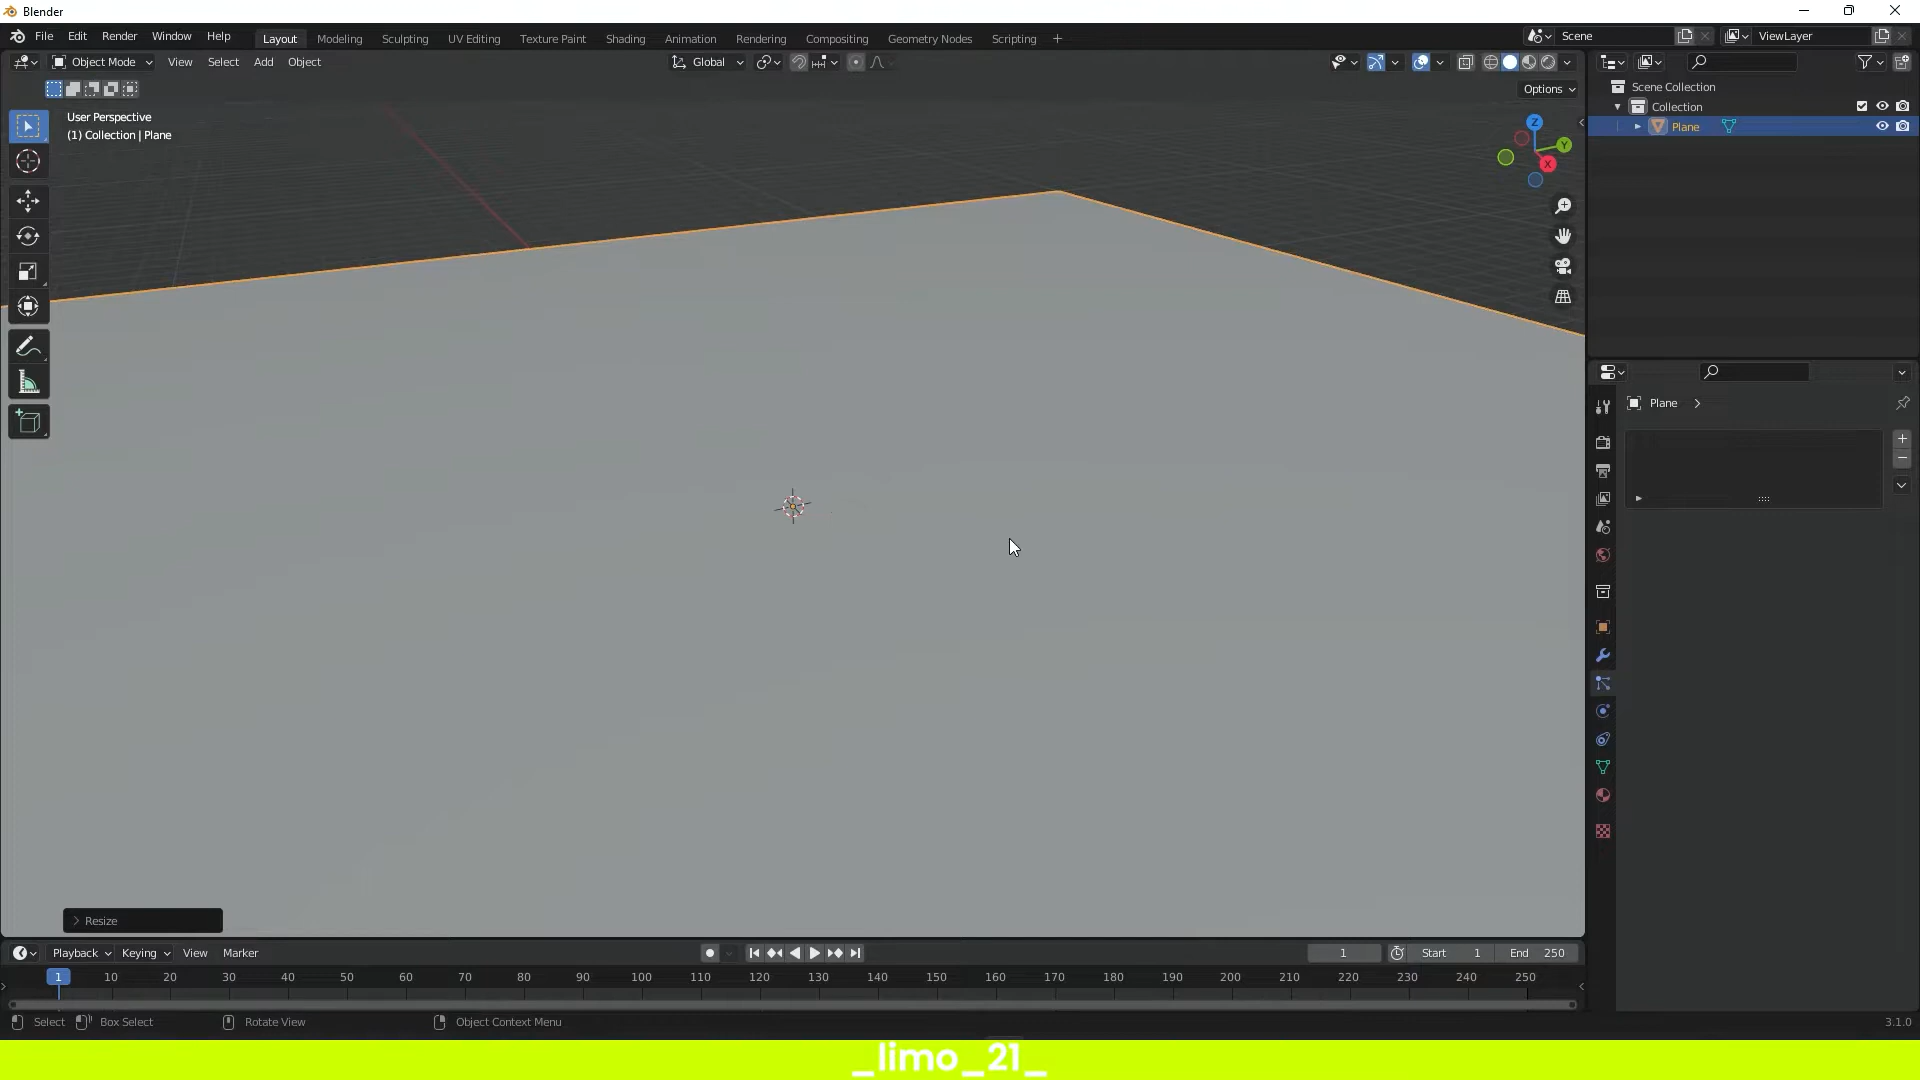 Blender
File Edit Render Window Help Layout Modeling Sculpting UV Editing Texture Paint Shading Animation Rendering Compositing Geometry Nodes Scripting + Scene ViewLayer
Object Mode View Select Add Object Global
Options
User Perspective
(1) Collection | Plane
Z
Y
X
Scene Collection
Collection
Plane
Plane
Resize
Playback Keying View Marker 1 Start 1 End 250
1 10 20 30 40 50 60 70 80 90 100 110 120 130 140 150 160 170 180 190 200 210 220 230 240 250
Select Box Select Rotate View Object Context Menu 3.1.0
_limo_21_